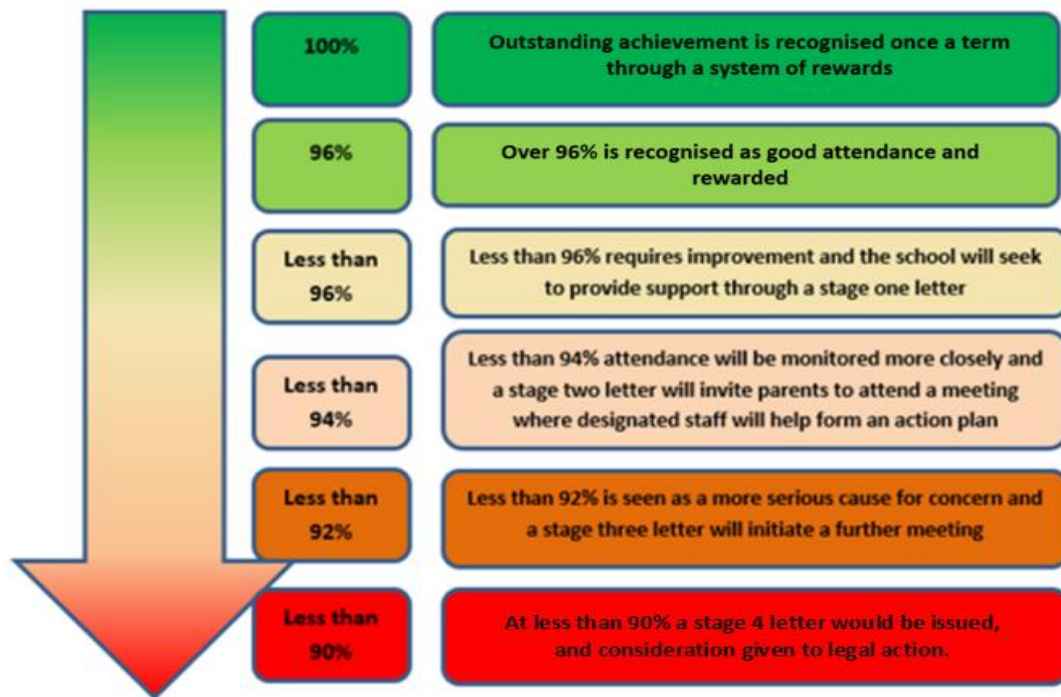 100%
Outstanding achievement is recognised once a term
through a system of rewards
96%
Over 96% is recognised as good attendance and
rewarded
Less than
96%
Less than 96% requires improvement and the school will seek
to provide support through a stage one letter
Less than
94%
Less than 94% attendance will be monitored more closely and
a stage two letter will invite parents to attend a meeting
where designated staff will help form an action plan
Less than
92%
Less than 92% is seen as a more serious cause for concern and
a stage three letter will initiate a further meeting
Less than
90%
At less than 90% a stage 4 letter would be issued,
and consideration given to legal action.